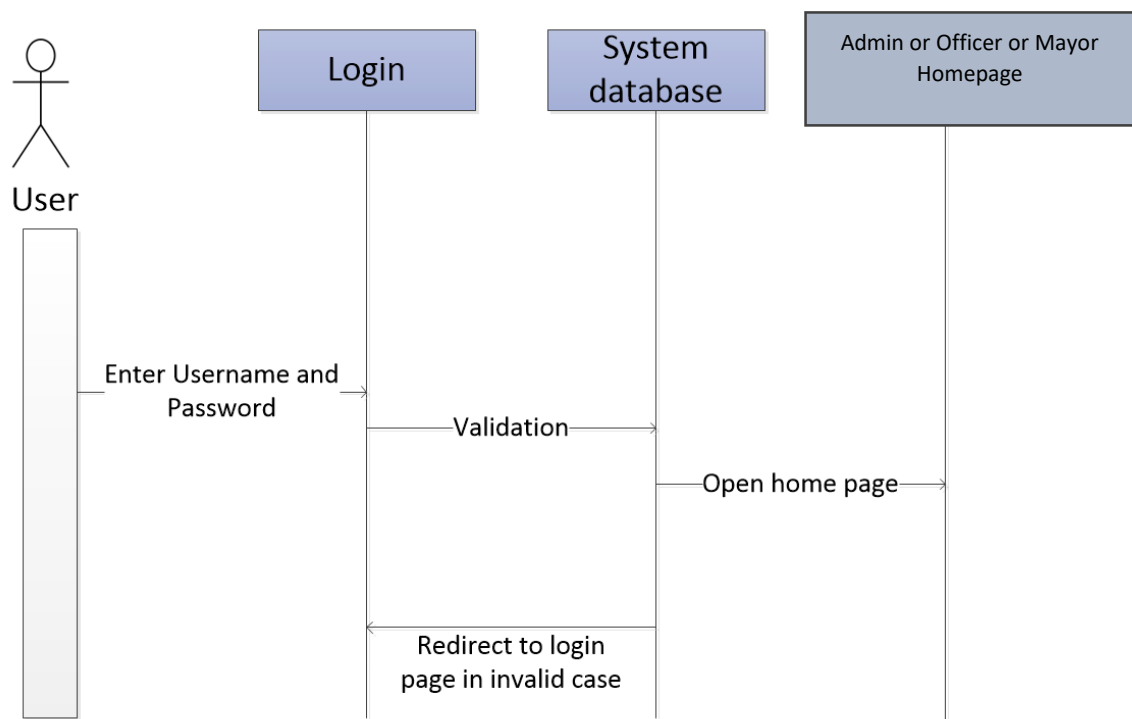 Login
System
database
Admin or Officer or Mayor
Homepage
User
Enter Username and
Password
Validation
Open home page
Redirect to login
page in invalid case